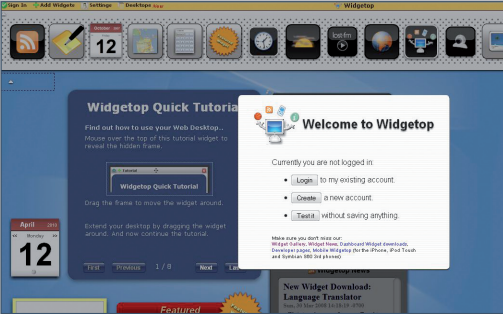 Sign In Add Widgets Settings Desktops New Widgetop
October
12
last.fm
Widgetop Quick Tutoria
Find out how to use your Web Desktop..
Mouse over the top of this tutorial widget to
reveal the hidden frame.
Tutorial
Widgetop Quick Tutorial
Drag the frame to move the widget around.
Extend your desktop by dragging the widget
around. And now continue the tutorial.
First Previous 1 / 8 Next Las
April
Monday
12
Welcome to Widgetop
Currently you are not logged in:
• Login to my existing account.
• Create a new account.
• Test it without saving anything.
Make sure you don't miss our:
Widget Gallery, Widget News, Dashboard Widget downloads,
Developer pages, Mobile Widgetop (for the iPhone, iPod Touch
and Symbian S60 3rd phones)
Widgetop News
New Widget Download:
Language Translator
Featured